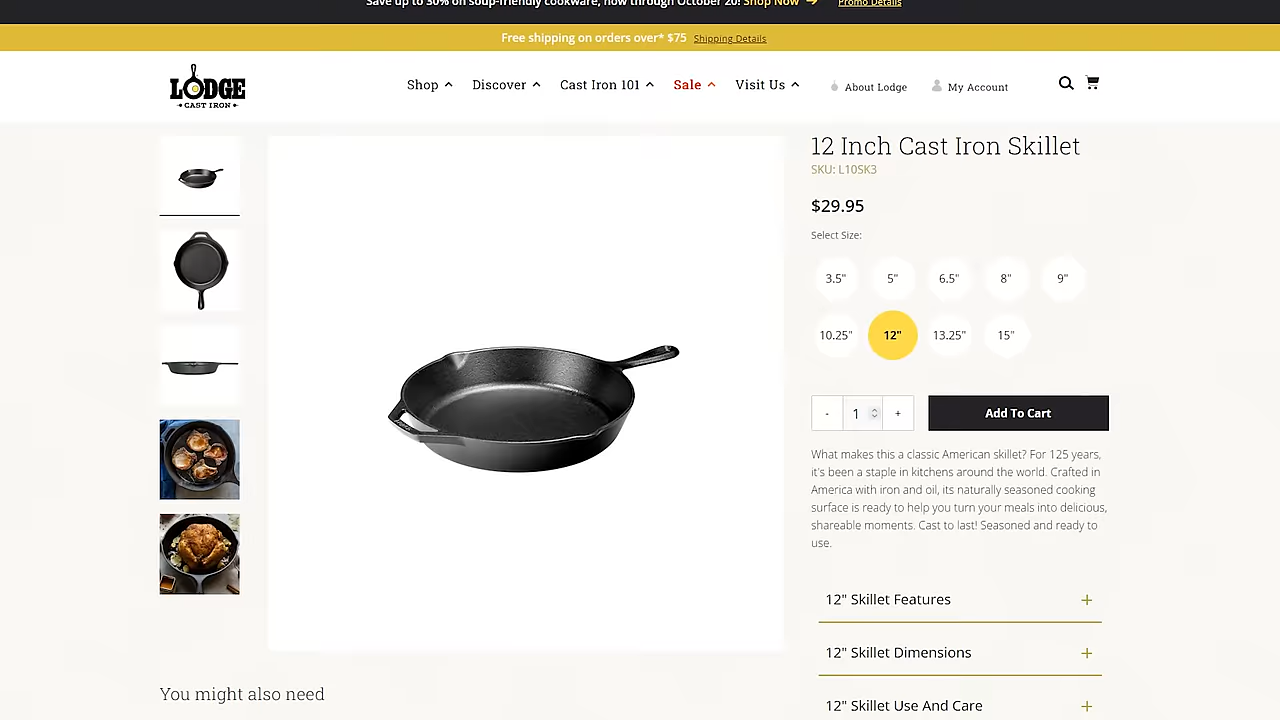 Save up to 30% on soup-friendly cookware, now through October 20! Shop Now → Promo Details
Free shipping on orders over* $75 Shipping Details
LODGE
CAST IRON
Shop Discover Cast Iron 101 Sale Visit Us About Lodge My Account
12 Inch Cast Iron Skillet
SKU: L10SK3
$29.95
Select Size:
3.5" 5" 6.5" 8" 9"
10.25" 12" 13.25" 15"
- 1 + Add To Cart
What makes this a classic American skillet? For 125 years,
it's been a staple in kitchens around the world. Crafted in
America with iron and oil, its naturally seasoned cooking
surface is ready to help you turn your meals into delicious,
shareable moments. Cast to last! Seasoned and ready to
use.
12" Skillet Features +
12" Skillet Dimensions +
12" Skillet Use And Care +
You might also need